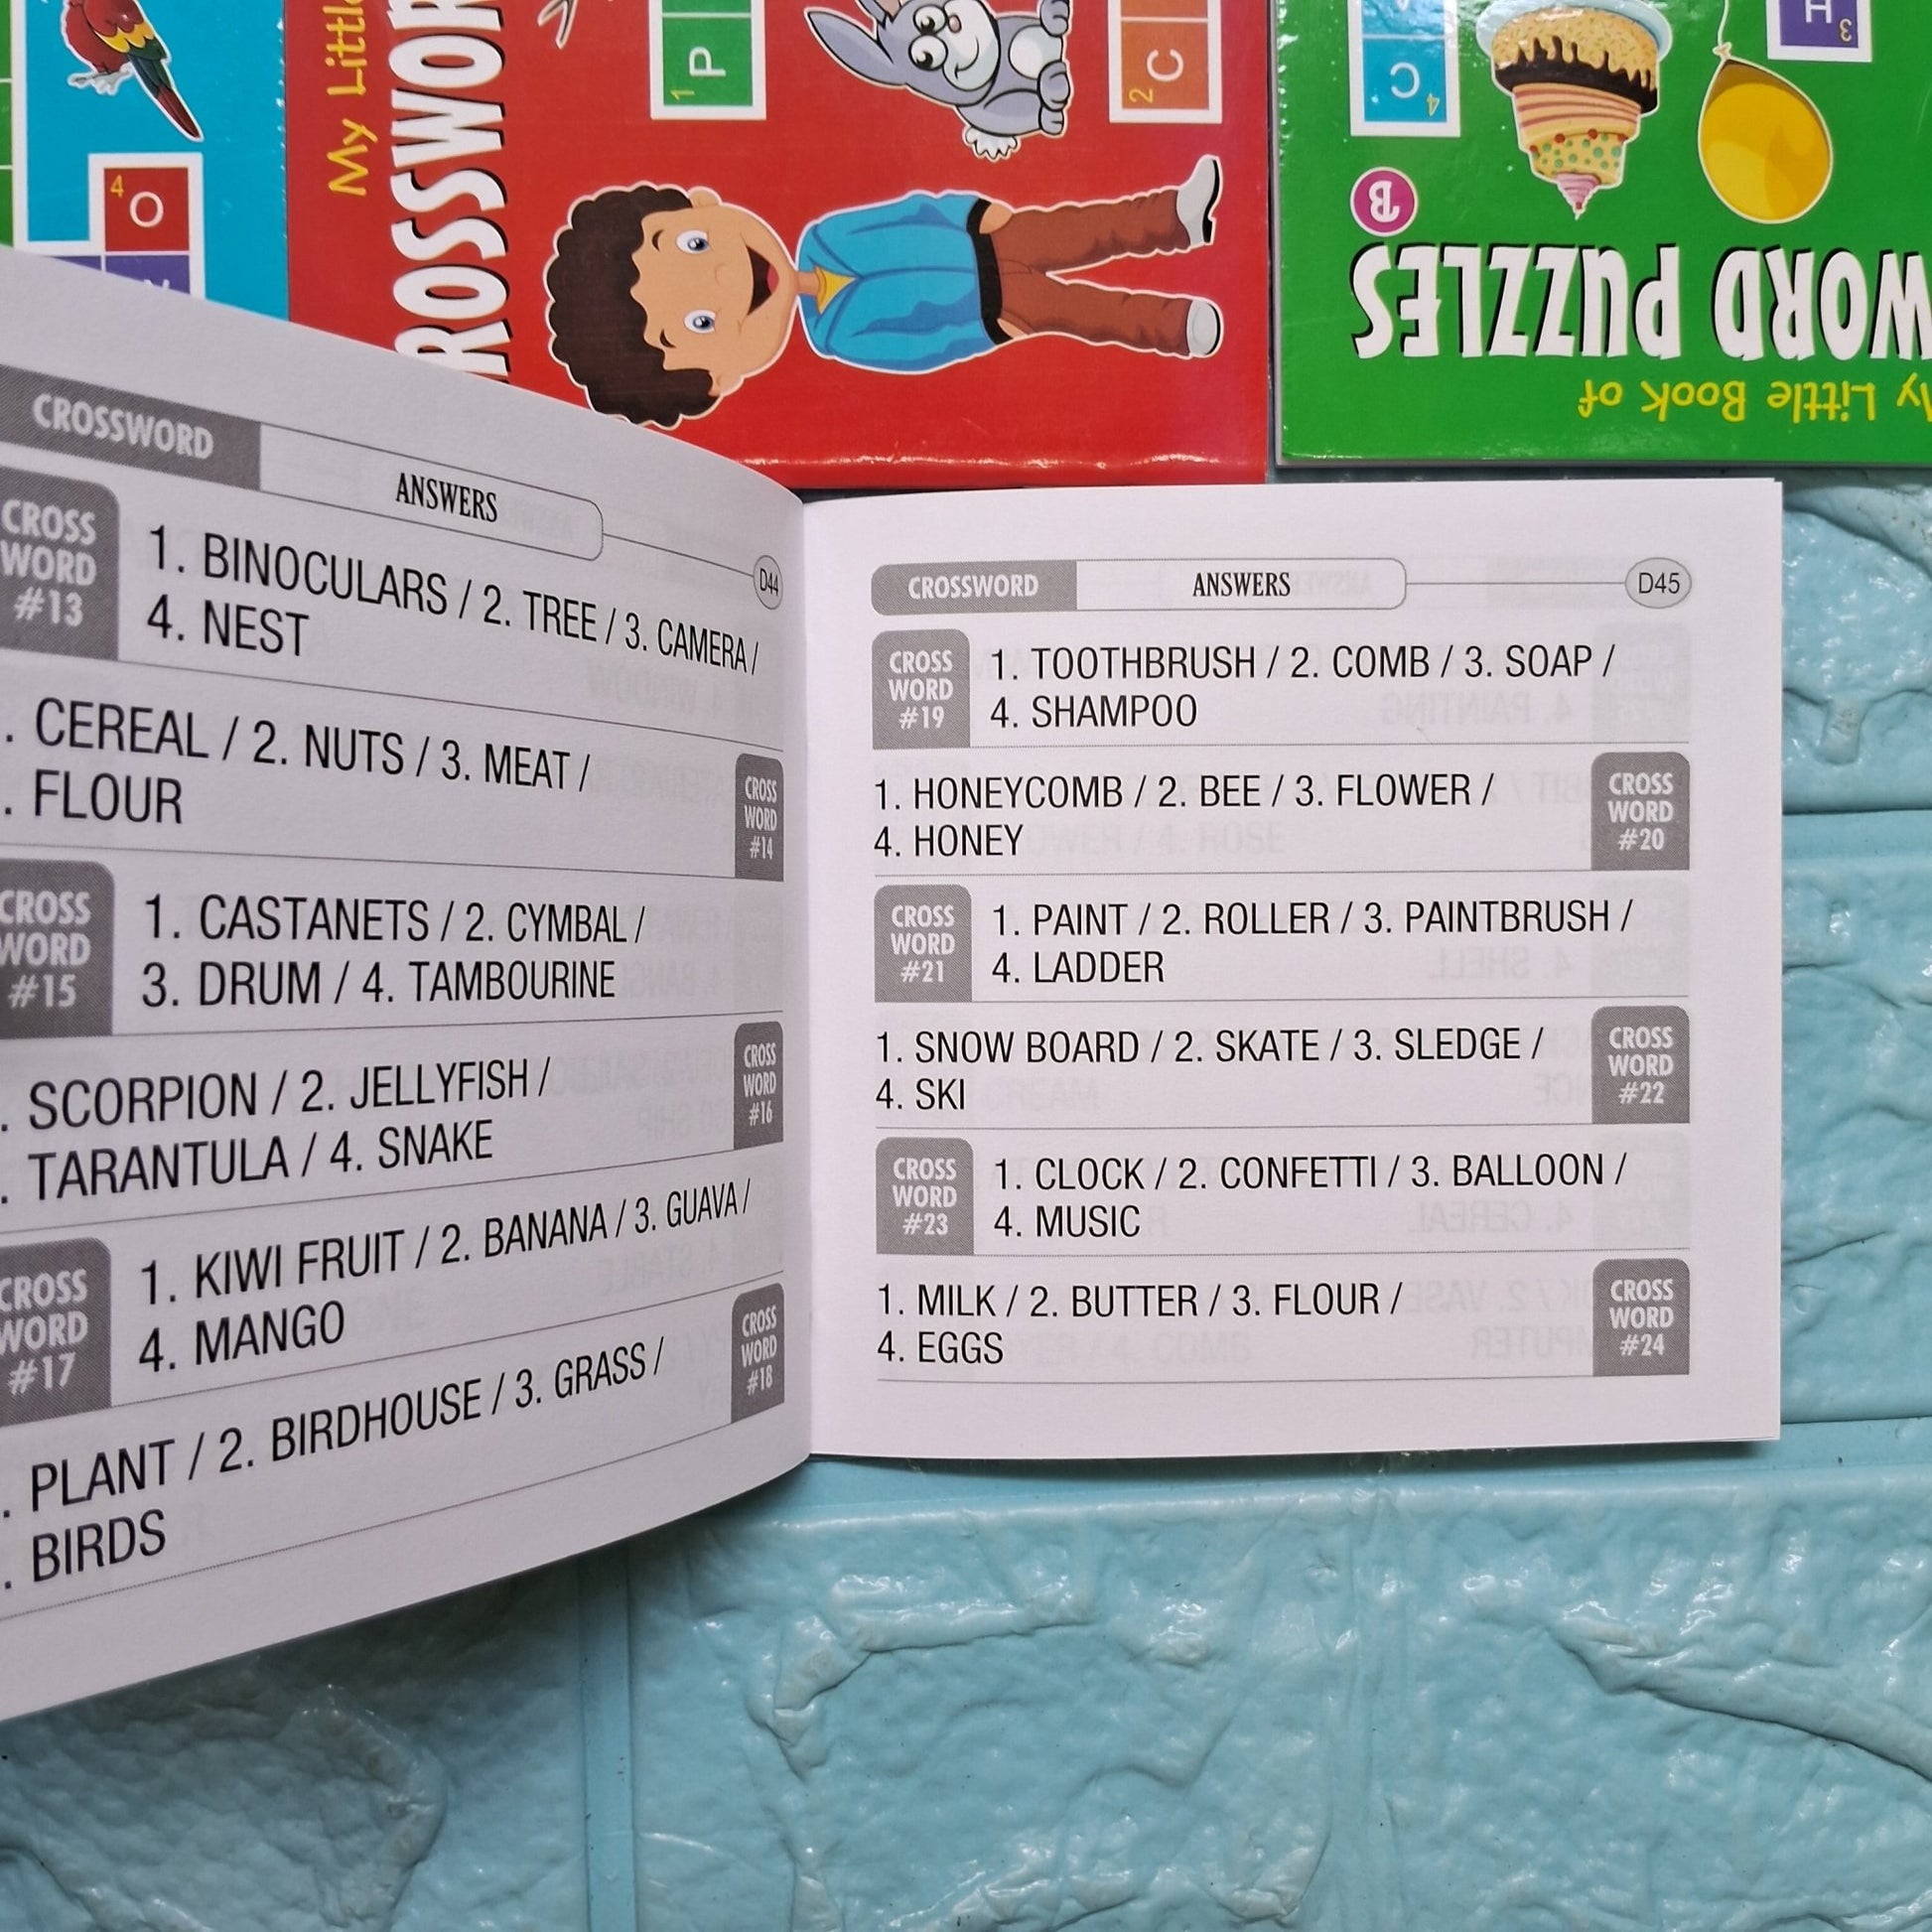 4
O
My Little
CROSSWOR
1
P
2
C
4
C
3
H
B
WORD PUZZLES
My Little Book of
CROSSWORD
ANSWERS
D44
CROSS
WORD
#13
1. BINOCULARS / 2. TREE / 3. CAMERA /
4. NEST
. CEREAL / 2. NUTS / 3. MEAT /
. FLOUR
CROSS
WORD
#14
CROSS
WORD
#15
1. CASTANETS / 2. CYMBAL /
3. DRUM / 4. TAMBOURINE
. SCORPION / 2. JELLYFISH /
. TARANTULA / 4. SNAKE
CROSS
WORD
#16
CROSS
WORD
#17
1. KIWI FRUIT / 2. BANANA / 3. GUAVA /
4. MANGO
. PLANT / 2. BIRDHOUSE / 3. GRASS /
. BIRDS
CROSS
WORD
#18
CROSSWORD
ANSWERS
D45
CROSS
WORD
#19
1. TOOTHBRUSH / 2. COMB / 3. SOAP /
4. SHAMPOO
1. HONEYCOMB / 2. BEE / 3. FLOWER /
4. HONEY
CROSS
WORD
#20
CROSS
WORD
#21
1. PAINT / 2. ROLLER / 3. PAINTBRUSH /
4. LADDER
1. SNOW BOARD / 2. SKATE / 3. SLEDGE /
4. SKI
CROSS
WORD
#22
CROSS
WORD
#23
1. CLOCK / 2. CONFETTI / 3. BALLOON /
4. MUSIC
1. MILK / 2. BUTTER / 3. FLOUR /
4. EGGS
CROSS
WORD
#24